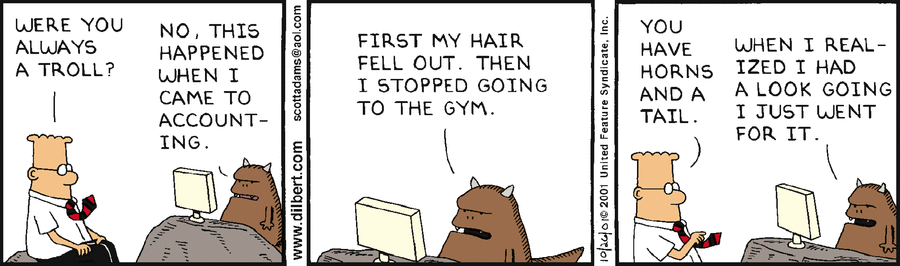 WERE YOU
ALWAYS
A TROLL?
NO, THIS
HAPPENED
WHEN I
CAME TO
ACCOUNT-
ING.
www.dilbert.com scottadams@aol.com
FIRST MY HAIR
FELL OUT. THEN
I STOPPED GOING
TO THE GYM.
10/26/01 © 2001 United Feature Syndicate, Inc.
YOU
HAVE
HORNS
AND A
TAIL.
WHEN I REAL-
IZED I HAD
A LOOK GOING
I JUST WENT
FOR IT.